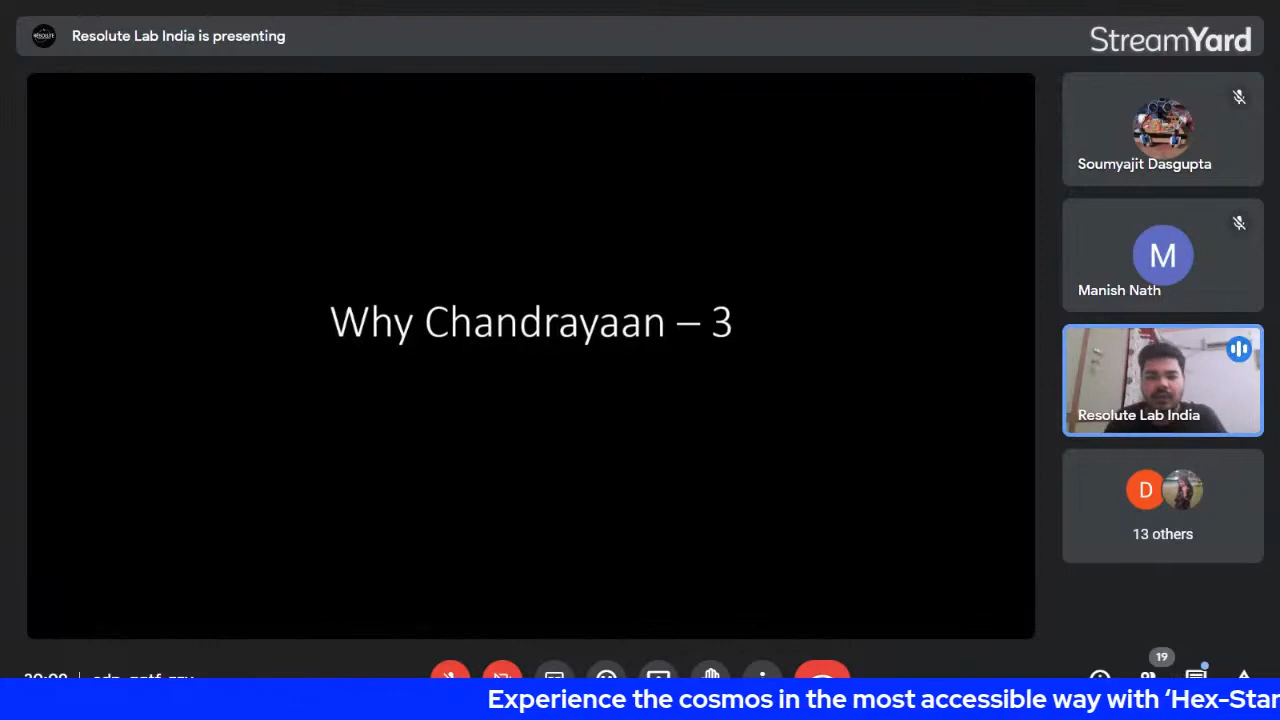 Resolute Lab India is presenting
StreamYard
Why Chandrayaan – 3
Soumyajit Dasgupta
M
Manish Nath
Resolute Lab India
D
13 others
19
Experience the cosmos in the most accessible way with ‘Hex-Star